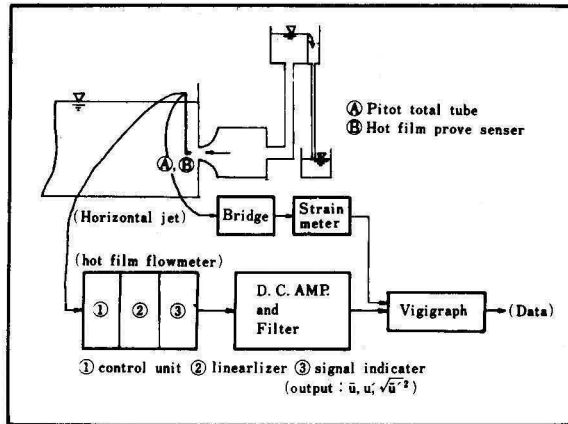 Ⓐ Pitot total tube
Ⓑ Hot film prove senser
Ⓐ, Ⓑ
(Horizontal jet)
Bridge
Strain
meter
(hot film flowmeter)
① ② ③
D. C. AMP.
and
Filter
Vigigraph
(Data)
① control unit ② linearlizer ③ signal indicater
(output : ū, u′, √ū′²)